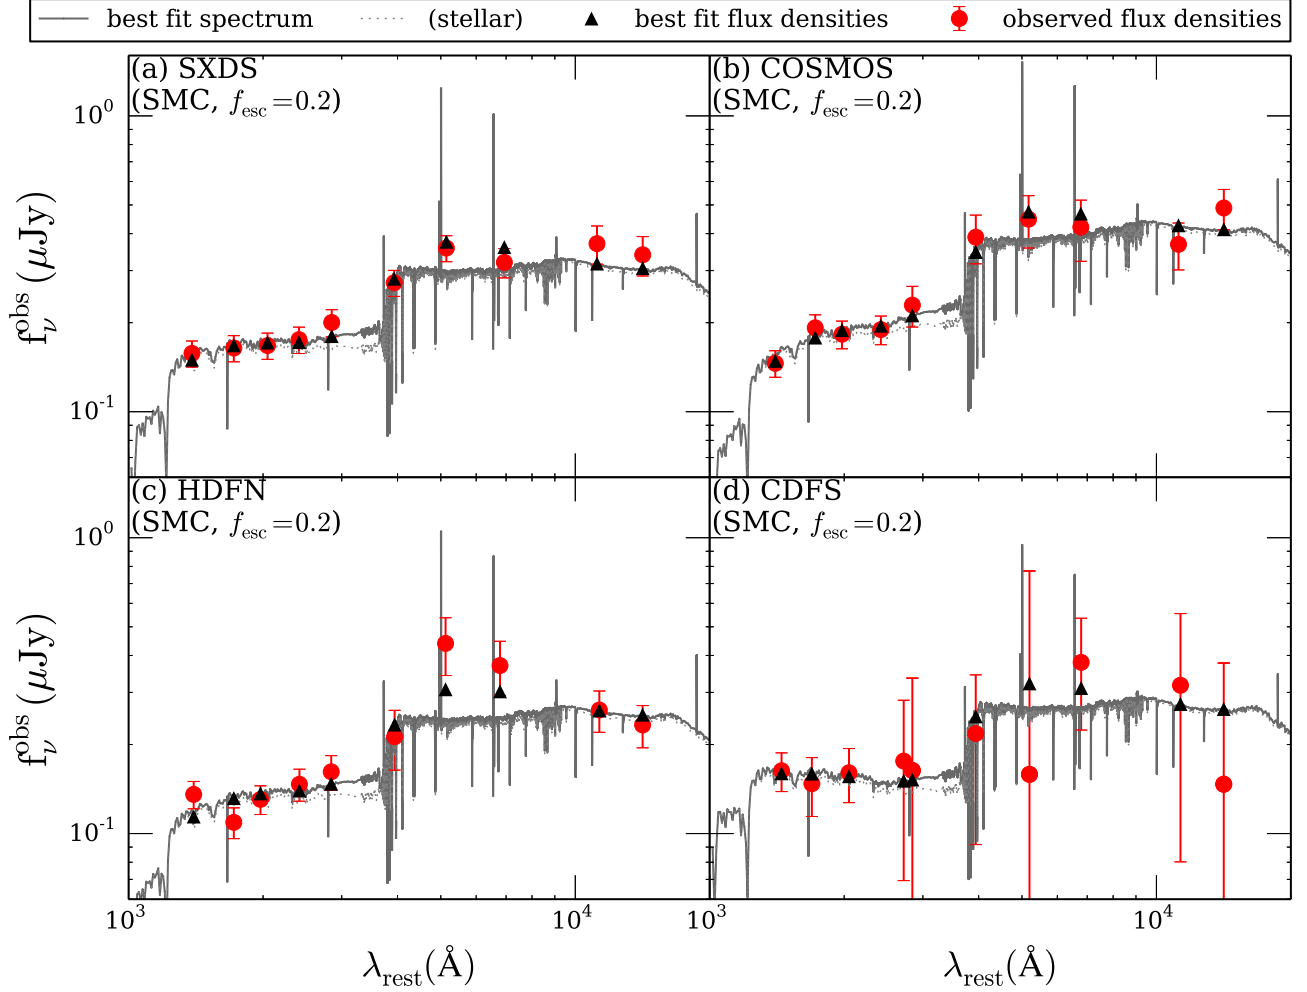 best fit spectrum (stellar) best fit flux densities observed flux densities
(a) SXDS
(SMC, f_esc=0.2)
(b) COSMOS
(SMC, f_esc=0.2)
10^0
10^-1
f_ν^obs (μJy)
(c) HDFN
(SMC, f_esc=0.2)
(d) CDFS
(SMC, f_esc=0.2)
10^0
10^-1
f_ν^obs (μJy)
10^3 10^4 10^3 10^4
λ_rest(Å) λ_rest(Å)